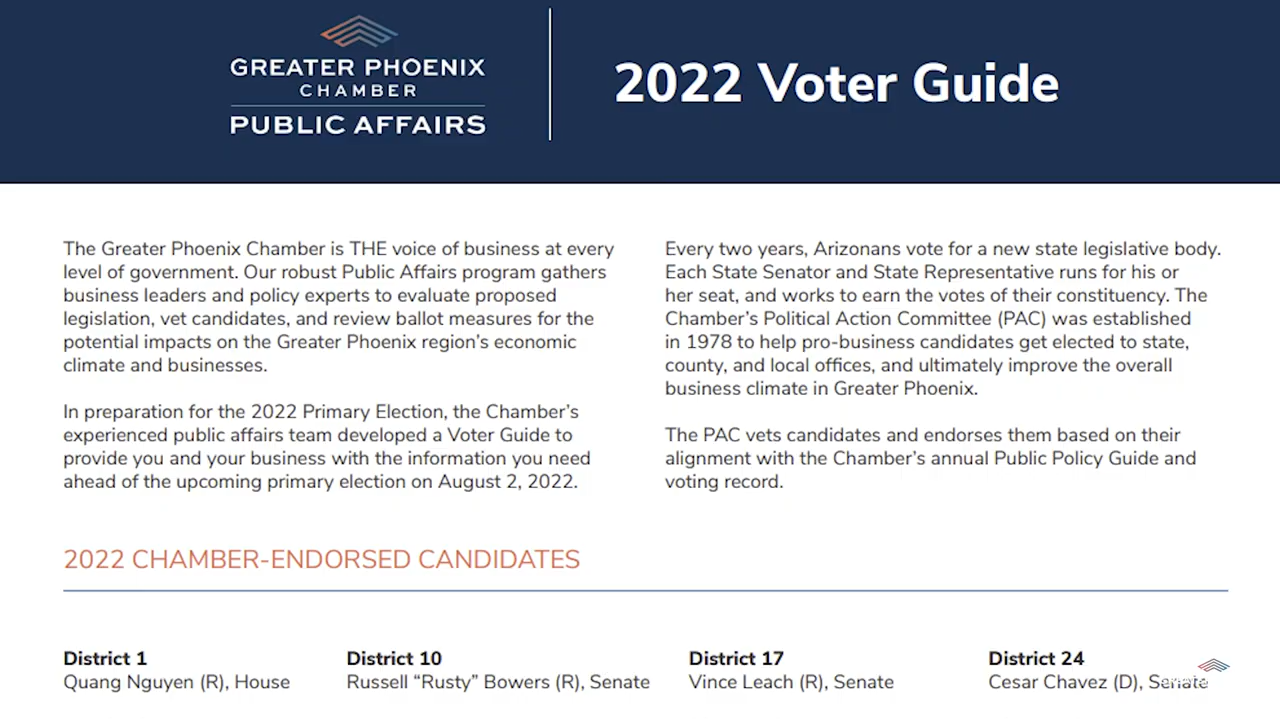 GREATER PHOENIX
CHAMBER
PUBLIC AFFAIRS
2022 Voter Guide
The Greater Phoenix Chamber is THE voice of business at every
level of government. Our robust Public Affairs program gathers
business leaders and policy experts to evaluate proposed
legislation, vet candidates, and review ballot measures for the
potential impacts on the Greater Phoenix region's economic
climate and businesses.
In preparation for the 2022 Primary Election, the Chamber's
experienced public affairs team developed a Voter Guide to
provide you and your business with the information you need
ahead of the upcoming primary election on August 2, 2022.
Every two years, Arizonans vote for a new state legislative body.
Each State Senator and State Representative runs for his or
her seat, and works to earn the votes of their constituency. The
Chamber's Political Action Committee (PAC) was established
in 1978 to help pro-business candidates get elected to state,
county, and local offices, and ultimately improve the overall
business climate in Greater Phoenix.
The PAC vets candidates and endorses them based on their
alignment with the Chamber's annual Public Policy Guide and
voting record.
2022 CHAMBER-ENDORSED CANDIDATES
District 1
Quang Nguyen (R), House
District 10
Russell “Rusty” Bowers (R), Senate
District 17
Vince Leach (R), Senate
District 24
Cesar Chavez (D), Senate